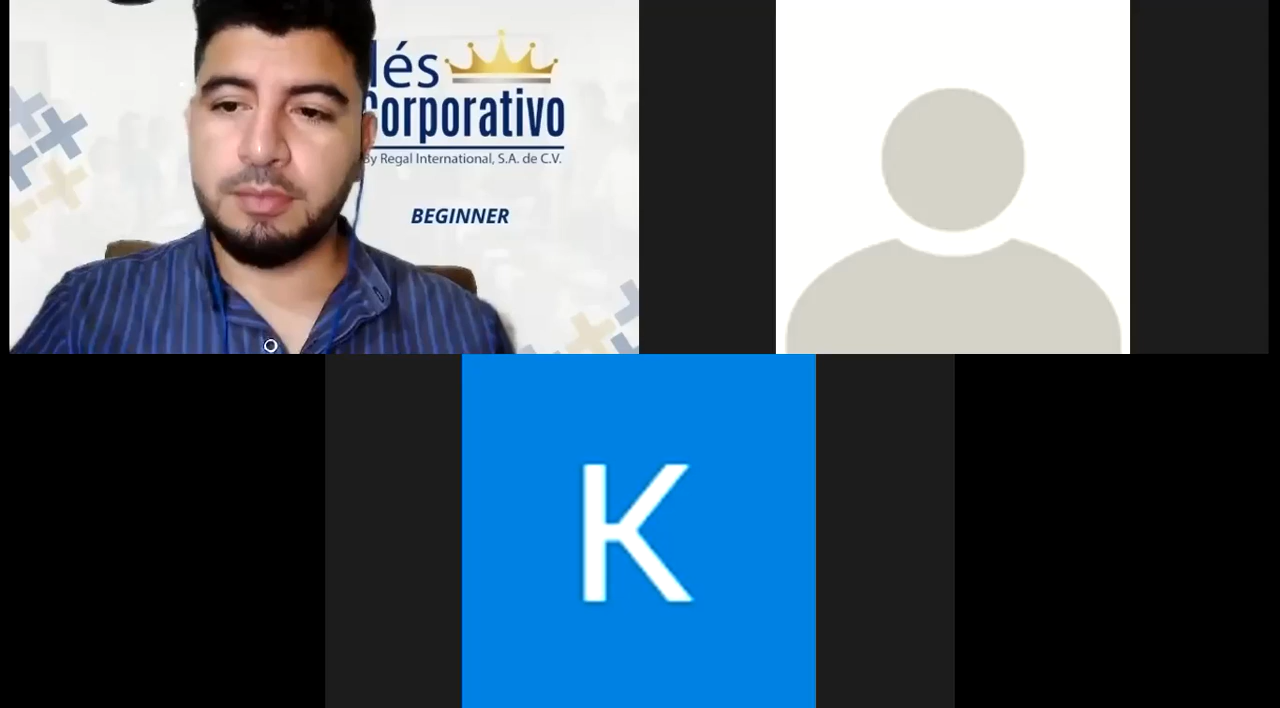 lés
Corporativo
By Regal International, S.A. de C.V.
BEGINNER
K